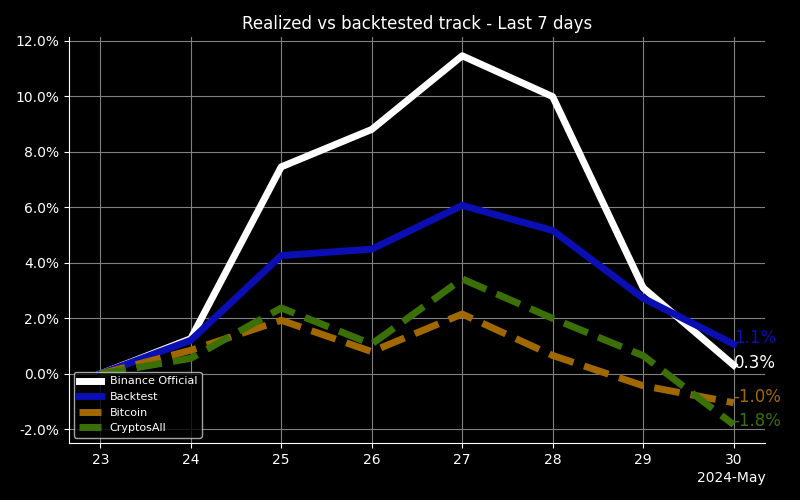 Realized vs backtested track - Last 7 days
12.0%
10.0%
8.0%
6.0%
4.0%
2.0%
0.0%
-2.0%
1.1%
0.3%
-1.0%
-1.8%
Binance Official
Backtest
Bitcoin
CryptosAll
23 24 25 26 27 28 29 30
2024-May